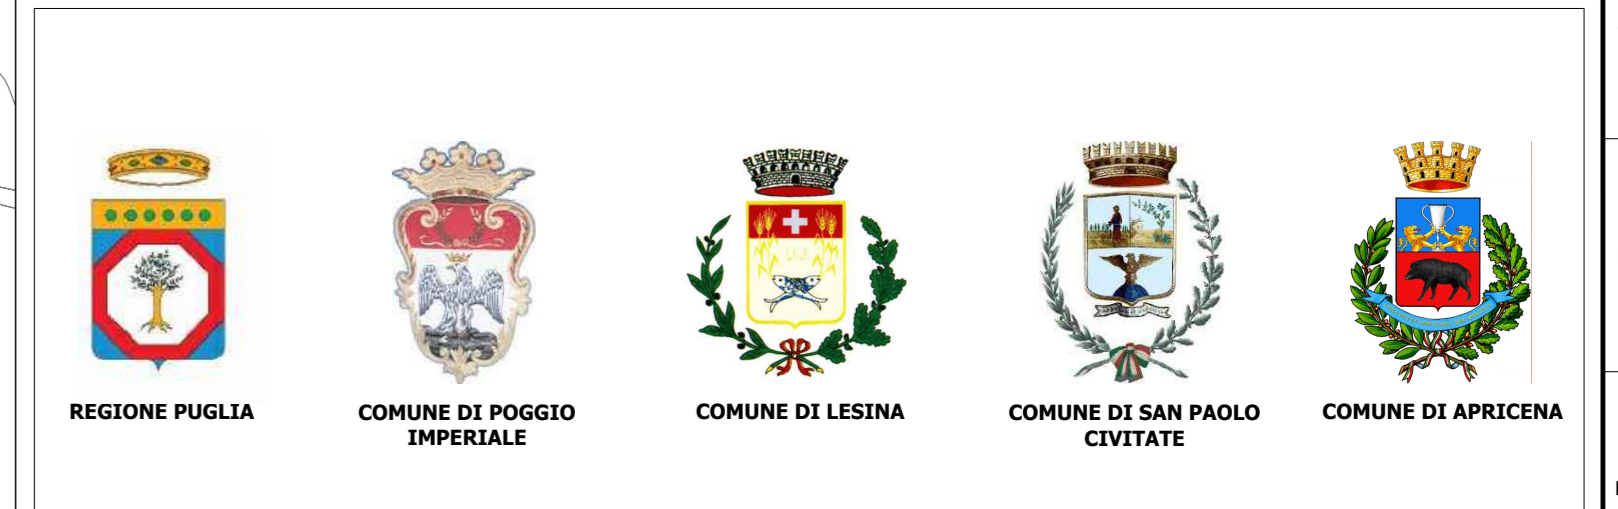 REGIONE PUGLIA
COMUNE DI POGGIO
IMPERIALE
COMUNE DI LESINA
COMUNE DI SAN PAOLO
CIVITATE
COMUNE DI APRICENA